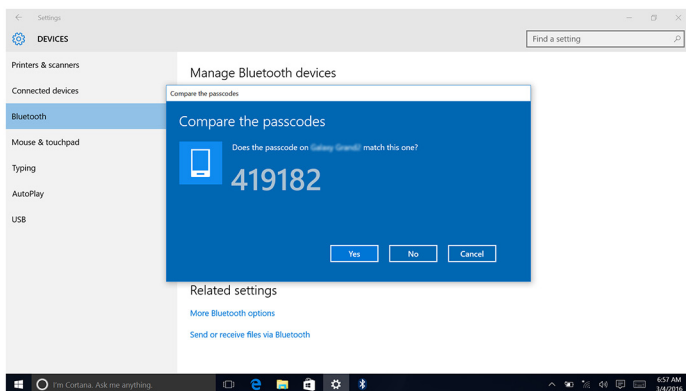 Settings
DEVICES
Find a setting
Printers & scanners
Connected devices
Bluetooth
Mouse & touchpad
Typing
AutoPlay
USB
Manage Bluetooth devices
Compare the passcodes
Compare the passcodes
Does the passcode on Galaxy Grand2 match this one?
419182
Yes No Cancel
Related settings
More Bluetooth options
Send or receive files via Bluetooth
I'm Cortana. Ask me anything.
6:57 AM
3/4/2016